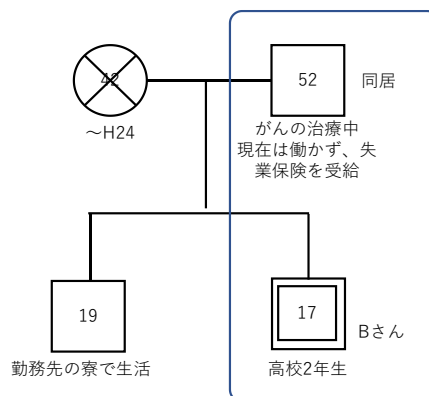 42
52
同居
～H24
がんの治療中
現在は働かず、失
業保険を受給
19
17
Bさん
勤務先の寮で生活
高校2年生